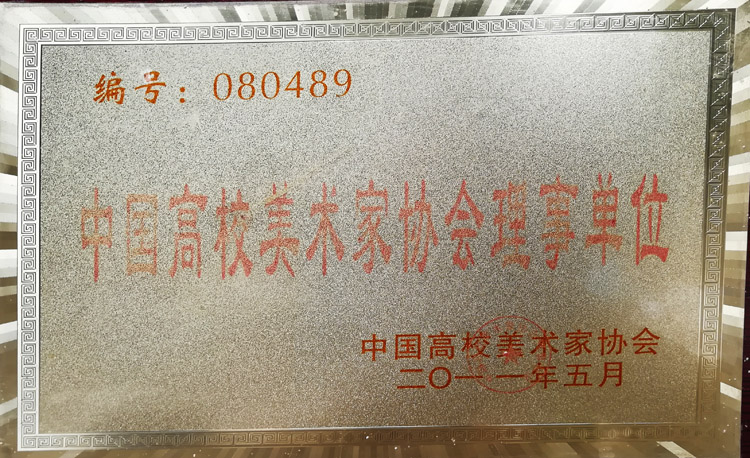 编号：080489
中国高校美术家协会理事单位
中国高校美术家协会
二〇一一年五月